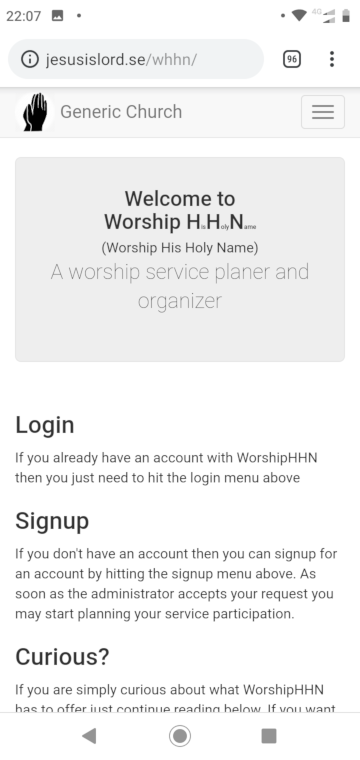 22:07
4G
jesusislord.se/whhn/
96
Generic Church
Welcome to
Worship HisHolyName
(Worship His Holy Name)
A worship service planer and
organizer
Login
If you already have an account with WorshipHHN
then you just need to hit the login menu above
Signup
If you don't have an account then you can signup for
an account by hitting the signup menu above. As
soon as the administrator accepts your request you
may start planning your service participation.
Curious?
If you are simply curious about what WorshipHHN
has to offer just continue reading below. If you want